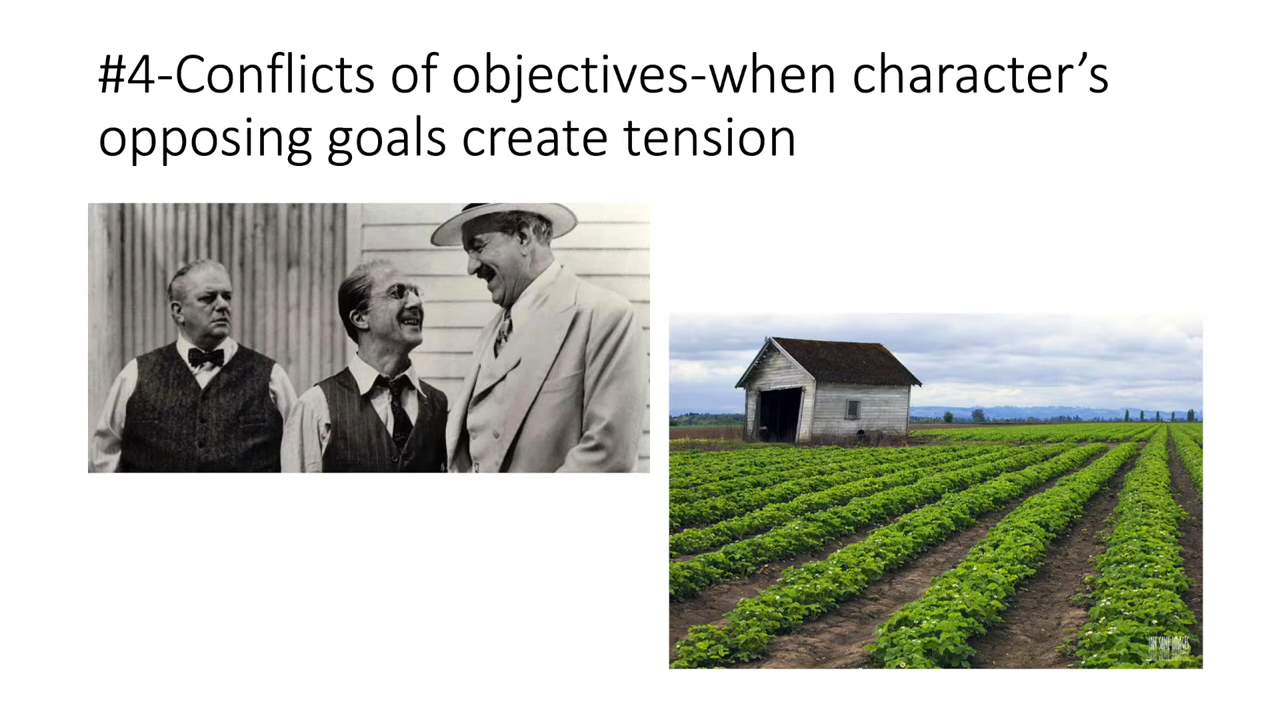 #4-Conflicts of objectives-when character’s
opposing goals create tension